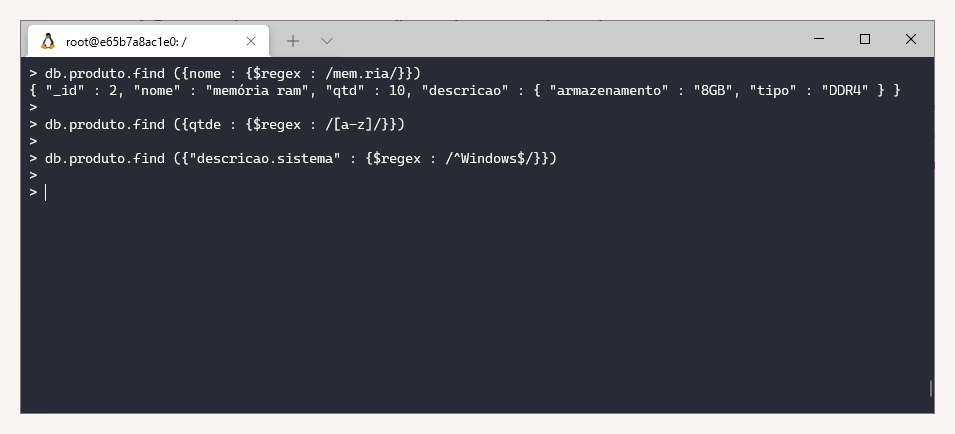 root@e65b7a8ac1e0: /
> db.produto.find ({nome : {$regex : /mem.ria/}})
{ "_id" : 2, "nome" : "memória ram", "qtd" : 10, "descricao" : { "armazenamento" : "8GB", "tipo" : "DDR4" } }
>
> db.produto.find ({qtde : {$regex : /[a-z]/}})
>
> db.produto.find ({"descricao.sistema" : {$regex : /^Windows$/}})
>
>